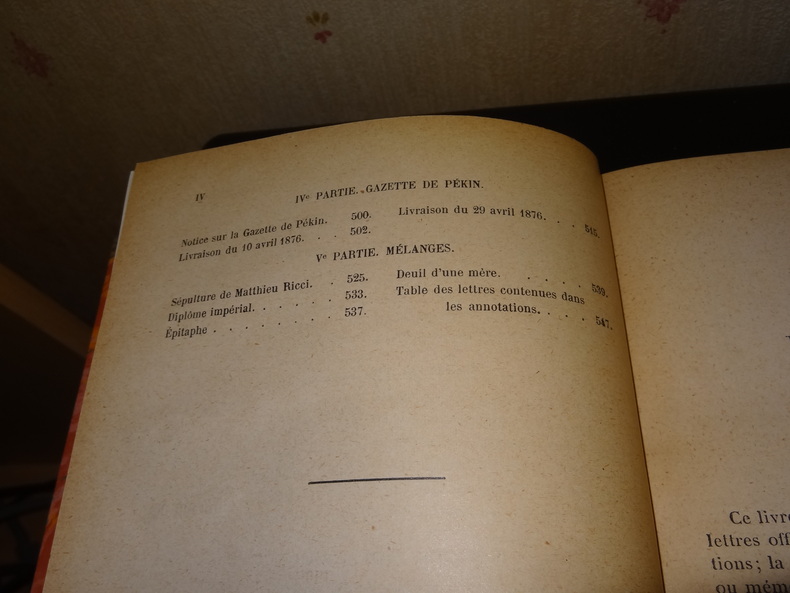 IV
IVe PARTIE. GAZETTE DE PÉKIN.
Notice sur la Gazette de Pékin. 500.
Livraison du 10 avril 1876. . . 502.
Livraison du 29 avril 1876. . .
Ve PARTIE. MÉLANGES.
Sépulture de Matthieu Ricci. . 525.
Diplôme impérial. . . . . . 533.
Épitaphe . . . . . . . . 537.
Deuil d'une mère. . . . . . 539.
Table des lettres contenues dans
les annotations. . . . . 547.
Ce livre
lettres off
tions; la
ou mém